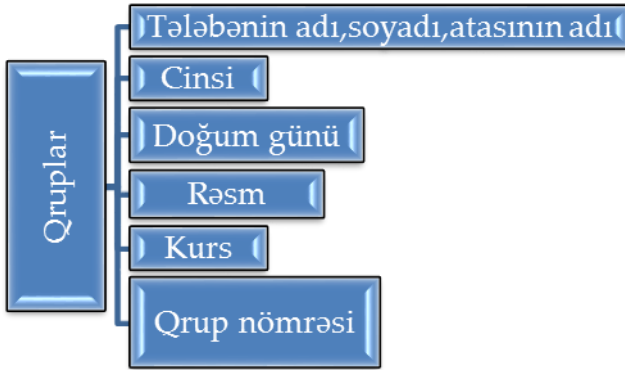 Tələbənin adı,soyadı,atasının adı
Cinsi
Doğum günü
Rəsm
Kurs
Qrup nömrəsi
Qruplar